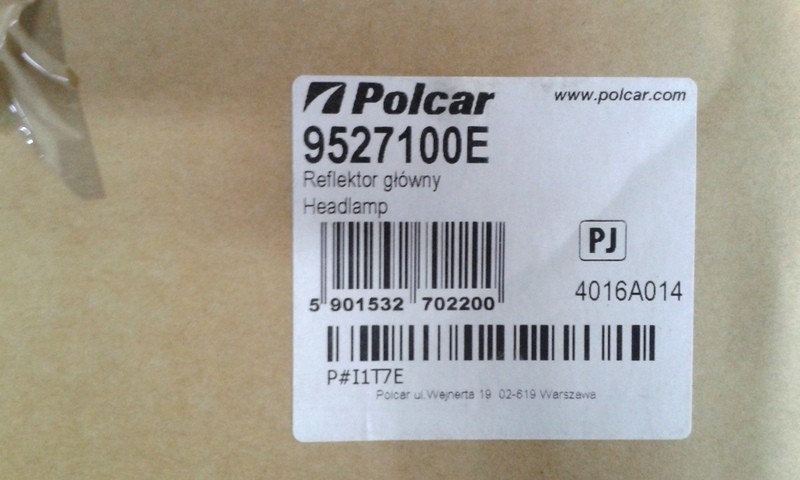 Polcar www.polcar.com
9527100E
Reflektor główny
Headlamp
PJ
4016A014
5 901532 702200
P#I1T7E
Polcar ul.Wejnerta 19 02-619 Warszawa